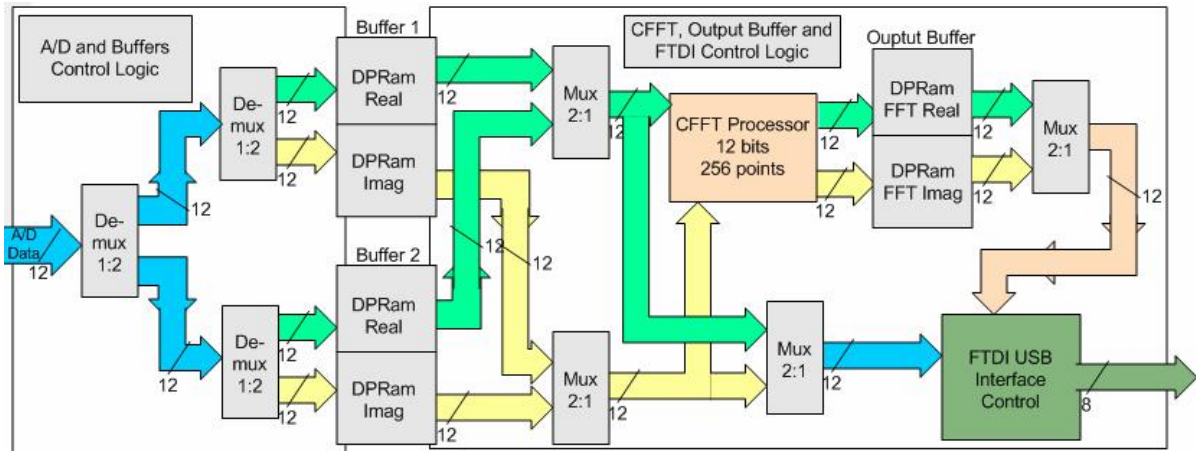 A/D and Buffers
Control Logic
Buffer 1
CFFT, Output Buffer and
FTDI Control Logic
Ouptut Buffer
De-
mux
1:2
12
12
DPRam
Real
DPRam
Imag
12
Mux
2:1
12
CFFT Processor
12 bits
256 points
12
12
DPRam
FFT Real
DPRam
FFT Imag
12
12
Mux
2:1
12
12
A/D
Data
12
De-
mux
1:2
12
12
12
Buffer 2
De-
mux
1:2
12
12
DPRam
Real
DPRam
Imag
12
Mux
2:1
12
Mux
2:1
12
FTDI USB
Interface
Control
8